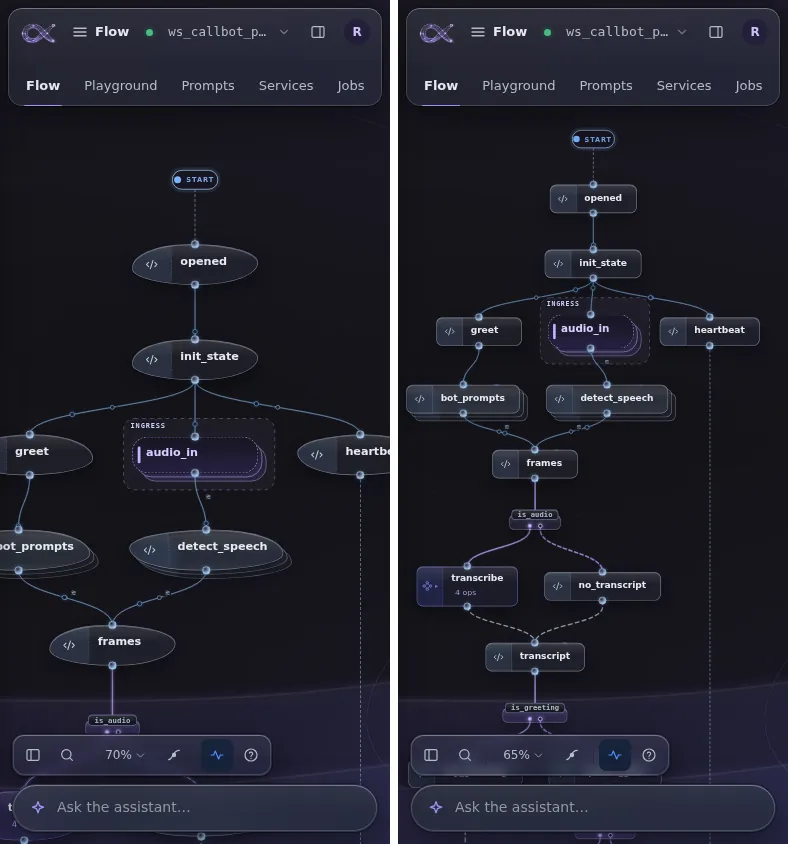 Flow
ws_callbot_p…
R
Flow Playground Prompts Services Jobs
START
opened
init_state
INGRESS
greet
audio_in
heartbe
ot_prompts
detect_speech
frames
is_audio
70%
t
4
Ask the assistant…
Flow
ws_callbot_p…
R
Flow Playground Prompts Services Jobs
START
opened
init_state
INGRESS
greet
audio_in
heartbeat
bot_prompts
detect_speech
frames
is_audio
transcribe
4 ops
no_transcript
transcript
is_greeting
65%
Ask the assistant…